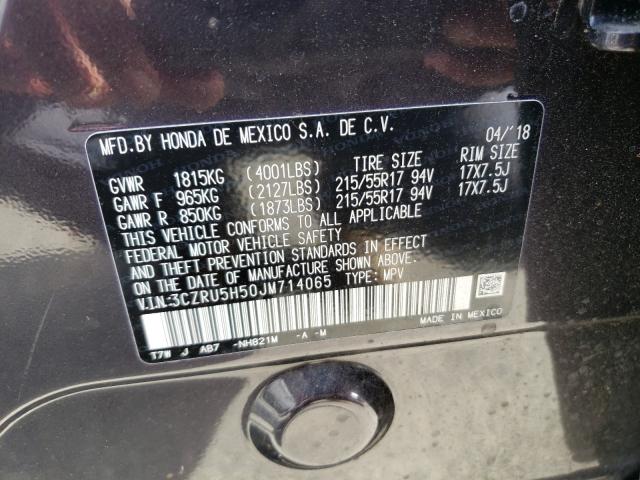 MFD.BY HONDA DE MEXICO S.A. DE C.V. 04/'18
TIRE SIZE RIM SIZE
GVWR 1815KG (4001LBS)
GAWR F 965KG (2127LBS) 215/55R17 94V 17X7.5J
GAWR R 850KG (1873LBS) 215/55R17 94V 17X7.5J
THIS VEHICLE CONFORMS TO ALL APPLICABLE
FEDERAL MOTOR VEHICLE SAFETY
AND THEFT PREVENTION STANDARDS IN EFFECT
ON THE DATE OF MANUFACTURE SHOWN ABOVE.
V.I.N:3CZRU5H50JM714065 TYPE: MPV
MADE IN MEXICO
T7W J AB7 -NH821M -A -M